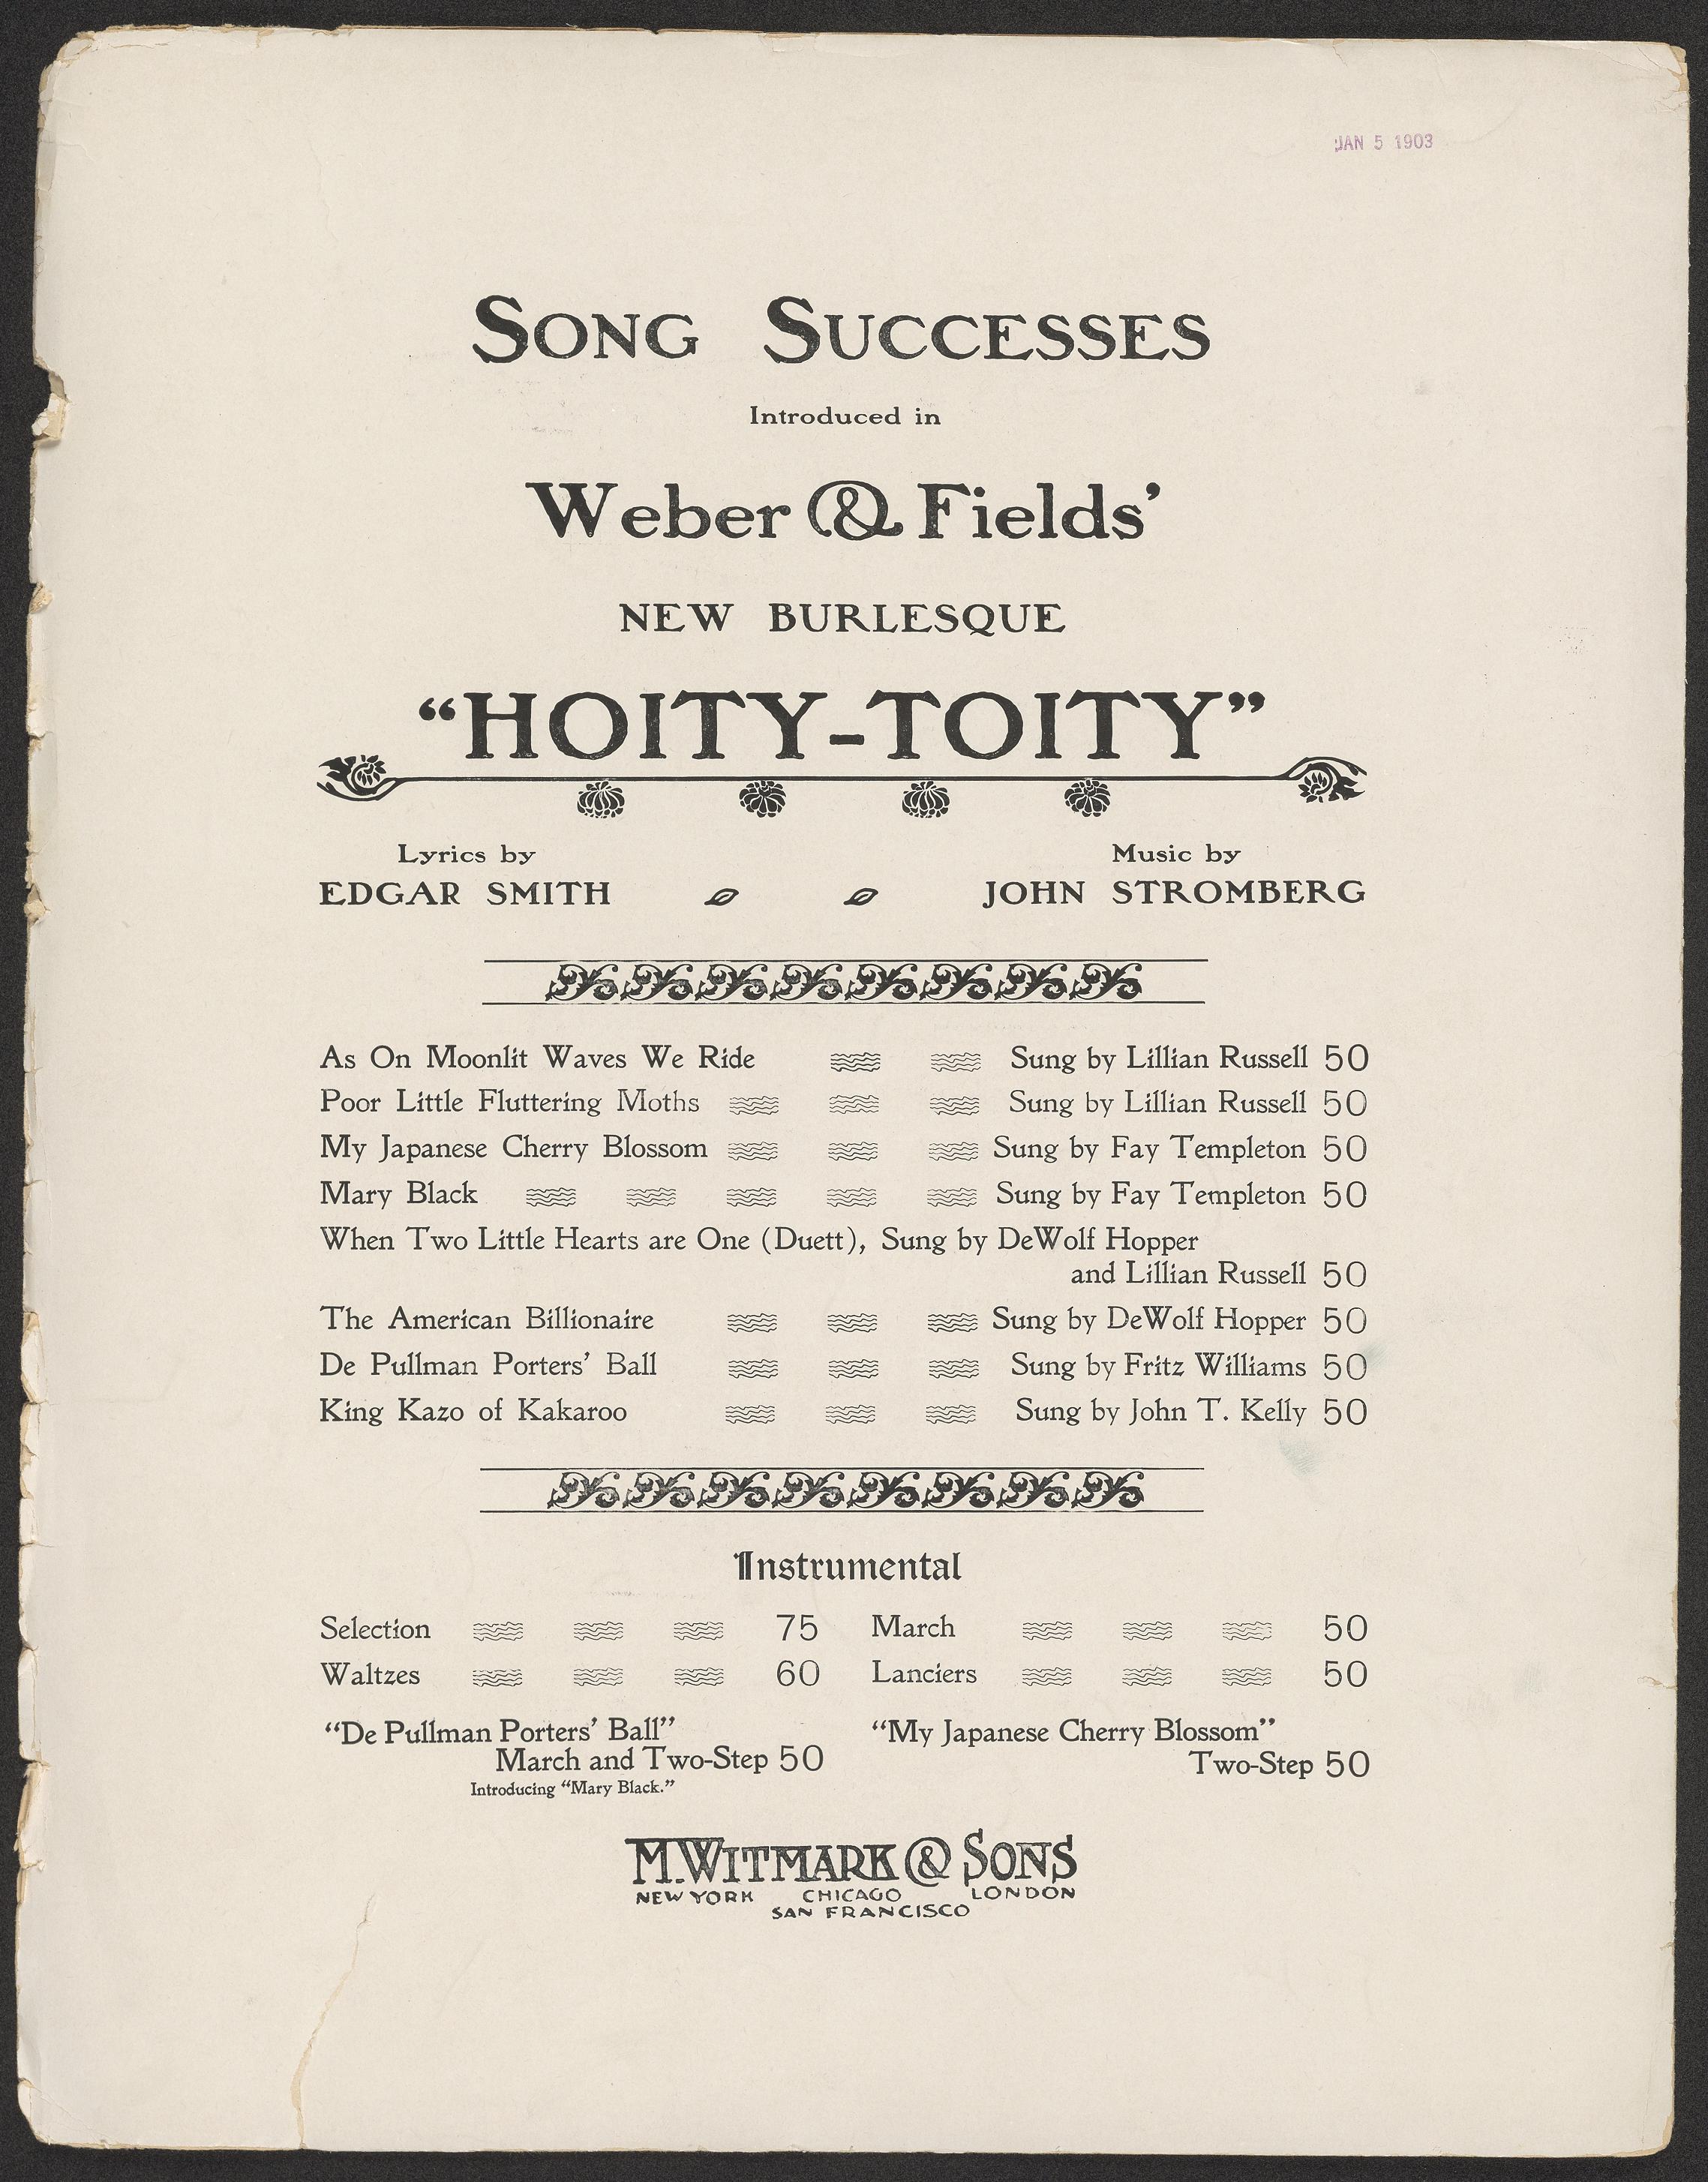 JAN 5 1903
SONG SUCCESSES
Introduced in
Weber & Fields'
NEW BURLESQUE
“HOITY-TOITY”
Lyrics by
Music by
EDGAR SMITH
JOHN STROMBERG
As On Moonlit Waves We Ride Sung by Lillian Russell 50
Poor Little Fluttering Moths Sung by Lillian Russell 50
My Japanese Cherry Blossom Sung by Fay Templeton 50
Mary Black Sung by Fay Templeton 50
When Two Little Hearts are One (Duett), Sung by DeWolf Hopper
and Lillian Russell 50
The American Billionaire Sung by DeWolf Hopper 50
De Pullman Porters' Ball Sung by Fritz Williams 50
King Kazo of Kakaroo Sung by John T. Kelly 50
Instrumental
Selection 75
Waltzes 60
“De Pullman Porters' Ball”
March and Two-Step 50
Introducing “Mary Black.”
March 50
Lanciers 50
“My Japanese Cherry Blossom”
Two-Step 50
M. WITMARK & SONS
NEW YORK CHICAGO LONDON
SAN FRANCISCO